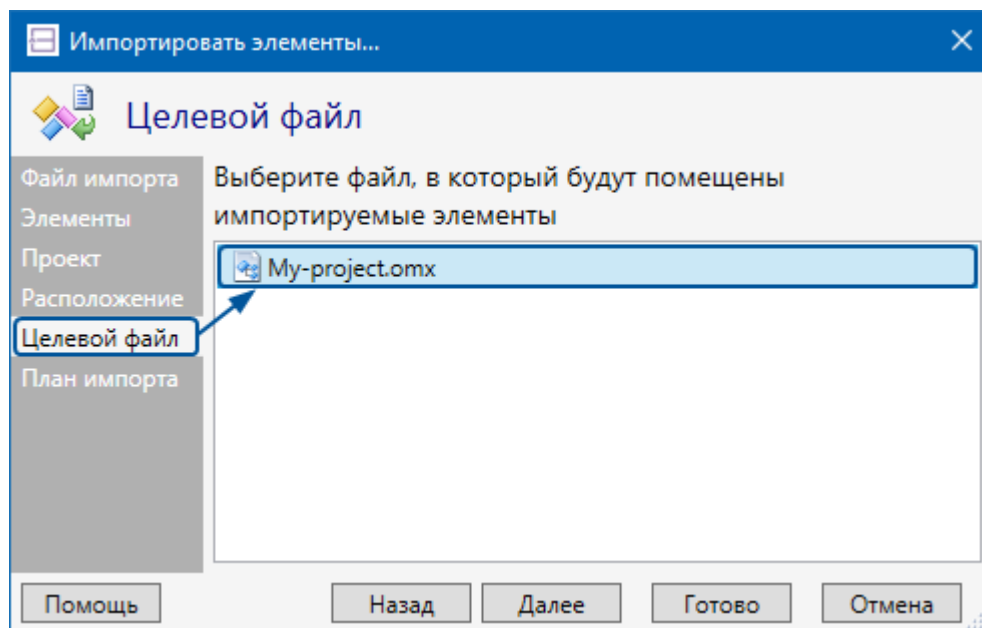 Импортировать элементы...
Целевой файл
Файл импорта
Элементы
Проект
Расположение
Целевой файл
План импорта
Выберите файл, в который будут помещены
импортируемые элементы
My-project.omx
Помощь
Назад
Далее
Готово
Отмена